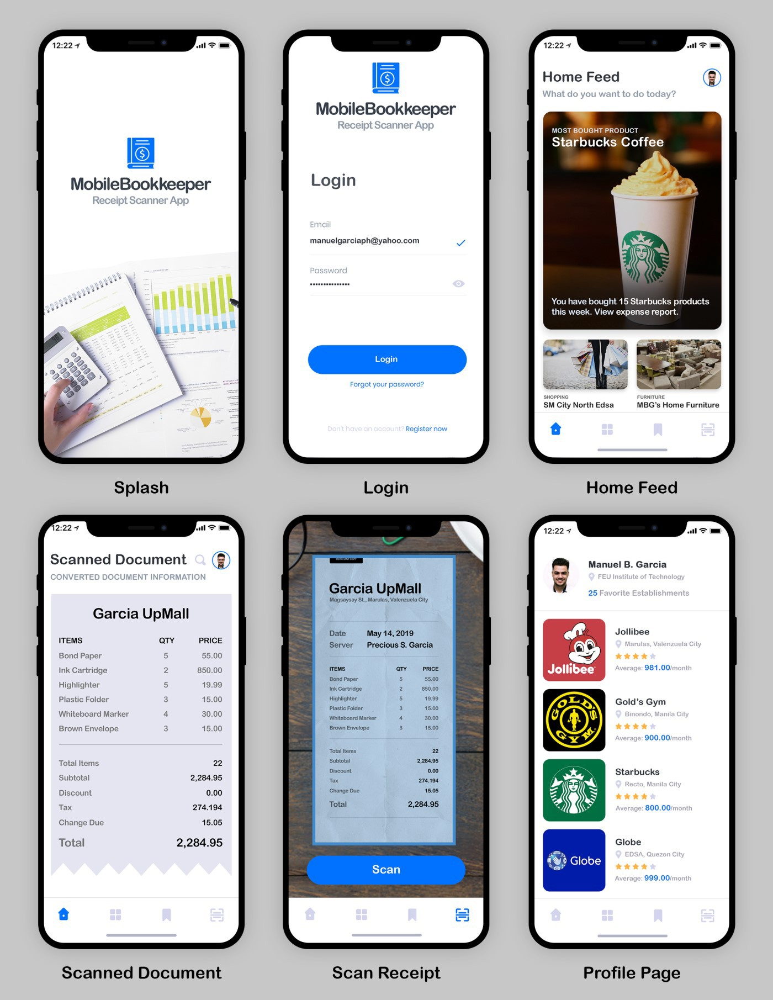 12:22
MobileBookkeeper
Receipt Scanner App
Splash
MobileBookkeeper
Receipt Scanner App
Login
Email
manuelgarciaph@yahoo.com
Password
Login
Forgot your password?
Don't have an account? Register now
Login
12:22
Home Feed
What do you want to do today?
MOST BOUGHT PRODUCT
Starbucks Coffee
You have bought 15 Starbucks products
this week. View expense report.
SHOPPING
SM City North Edsa
FURNITURE
MBG's Home Furniture
Home Feed
12:22
Scanned Document
CONVERTED DOCUMENT INFORMATION
Garcia UpMall
ITEMS QTY PRICE
Bond Paper 5 55.00
Ink Cartridge 2 850.00
Highlighter 5 19.99
Plastic Folder 3 15.00
Whiteboard Marker 4 30.00
Brown Envelope 3 15.00
Total Items 22
Subtotal 2,284.95
Discount 0.00
Tax 274.194
Change Due 15.05
Total 2,284.95
Scanned Document
MERCHANT COPY
Garcia UpMall
Magsaysay St., Marulas, Valenzuela City
Date May 14, 2019
Server Precious S. Garcia
ITEMS QTY PRICE
Bond Paper 5 55.00
Ink Cartridge 2 850.00
Highlighter 5 19.99
Plastic Folder 3 15.00
Whiteboard Marker 4 30.00
Brown Envelope 3 15.00
Total Items 22
Subtotal 2,284.95
Discount 0.00
Tax 274.194
Change Due 15.05
Total 2,284.95
Scan
Scan Receipt
12:22
Manuel B. Garcia
FEU Institute of Technology
25 Favorite Establishments
Jollibee
Jollibee
Marulas, Valenzuela City
Average: 981.00/month
GOLD'S
GYM
Gold's Gym
Binondo, Manila City
Average: 900.00/month
Starbucks
Recto, Manila City
Average: 800.00/month
Globe
Globe
EDSA, Quezon City
Average: 999.00/month
Profile Page